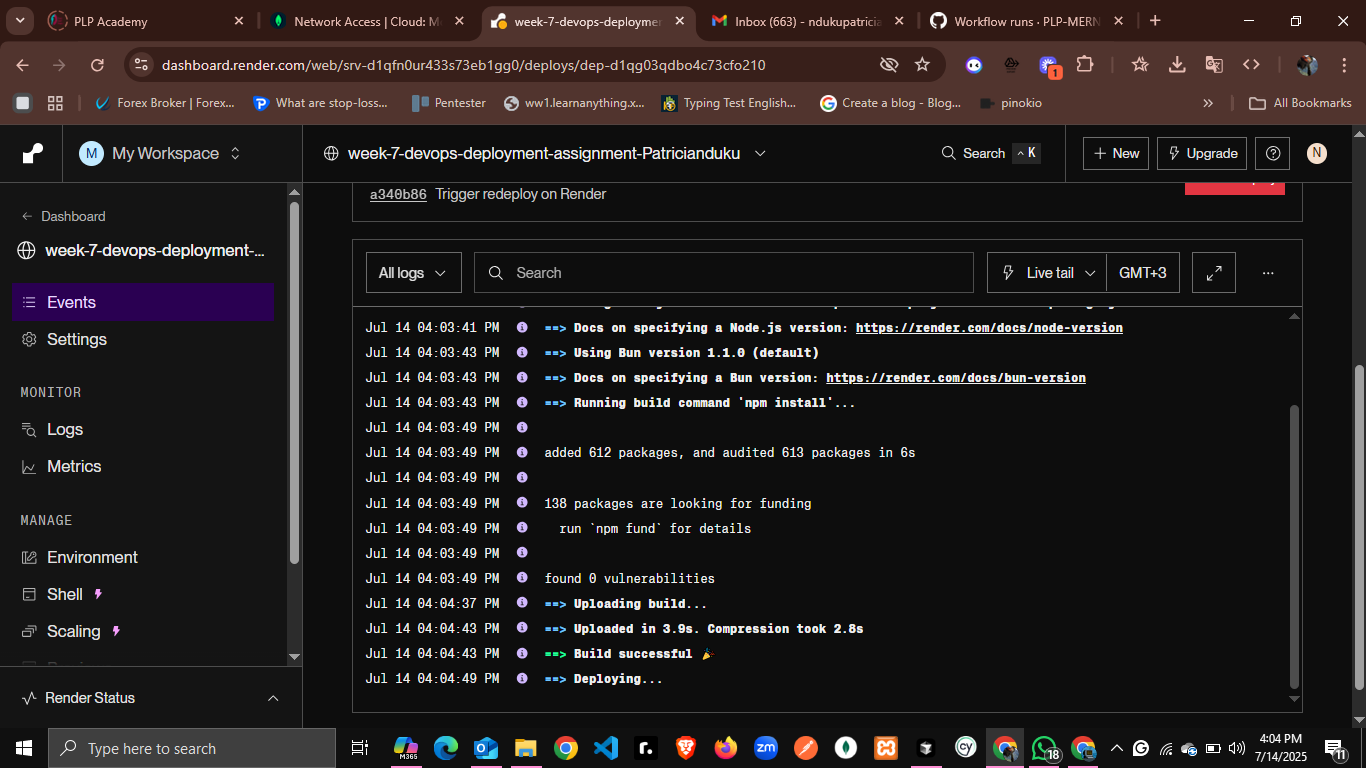 PLP Academy
Network Access | Cloud: M
week-7-devops-deploymen
Inbox (663) - ndukupatricia
Workflow runs · PLP-MERN
dashboard.render.com/web/srv-d1qfn0ur433s73eb1gg0/deploys/dep-d1qg03qdbo4c73cfo210
1
Forex Broker | Forex...
What are stop-loss...
Pentester
ww1.learnanything.x...
Typing Test English...
Create a blog - Blog...
pinokio
»
All Bookmarks
M
My Workspace
week-7-devops-deployment-assignment-Patricianduku
Search
K
New
Upgrade
N
Dashboard
week-7-devops-deployment-...
Events
Settings
MONITOR
Logs
Metrics
MANAGE
Environment
Shell
Scaling
Render Status
a340b86 Trigger redeploy on Render
All logs
Search
Live tail
GMT+3
...
Jul 14 04:03:41 PM ==> Docs on specifying a Node.js version: https://render.com/docs/node-version
Jul 14 04:03:43 PM ==> Using Bun version 1.1.0 (default)
Jul 14 04:03:43 PM ==> Docs on specifying a Bun version: https://render.com/docs/bun-version
Jul 14 04:03:43 PM ==> Running build command 'npm install'...
Jul 14 04:03:49 PM
Jul 14 04:03:49 PM added 612 packages, and audited 613 packages in 6s
Jul 14 04:03:49 PM
Jul 14 04:03:49 PM 138 packages are looking for funding
Jul 14 04:03:49 PM run `npm fund` for details
Jul 14 04:03:49 PM
Jul 14 04:03:49 PM found 0 vulnerabilities
Jul 14 04:04:37 PM ==> Uploading build...
Jul 14 04:04:43 PM ==> Uploaded in 3.9s. Compression took 2.8s
Jul 14 04:04:43 PM ==> Build successful 🎉
Jul 14 04:04:49 PM ==> Deploying...
Type here to search
M365
r.
zm
CY
18
4:04 PM
7/14/2025
11